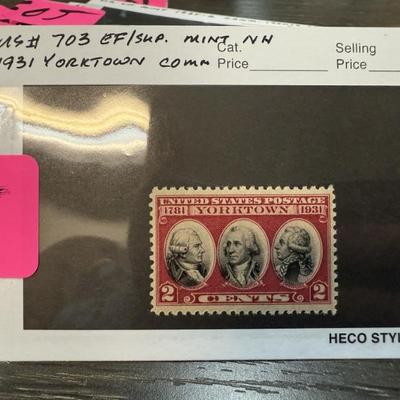 US# 703 EF/SUP. MINT NH Cat. Selling
1931 YORKTOWN COMM Price Price
UNITED STATES POSTAGE
1781 YORKTOWN 1931
2 CENTS 2
HECO STYL